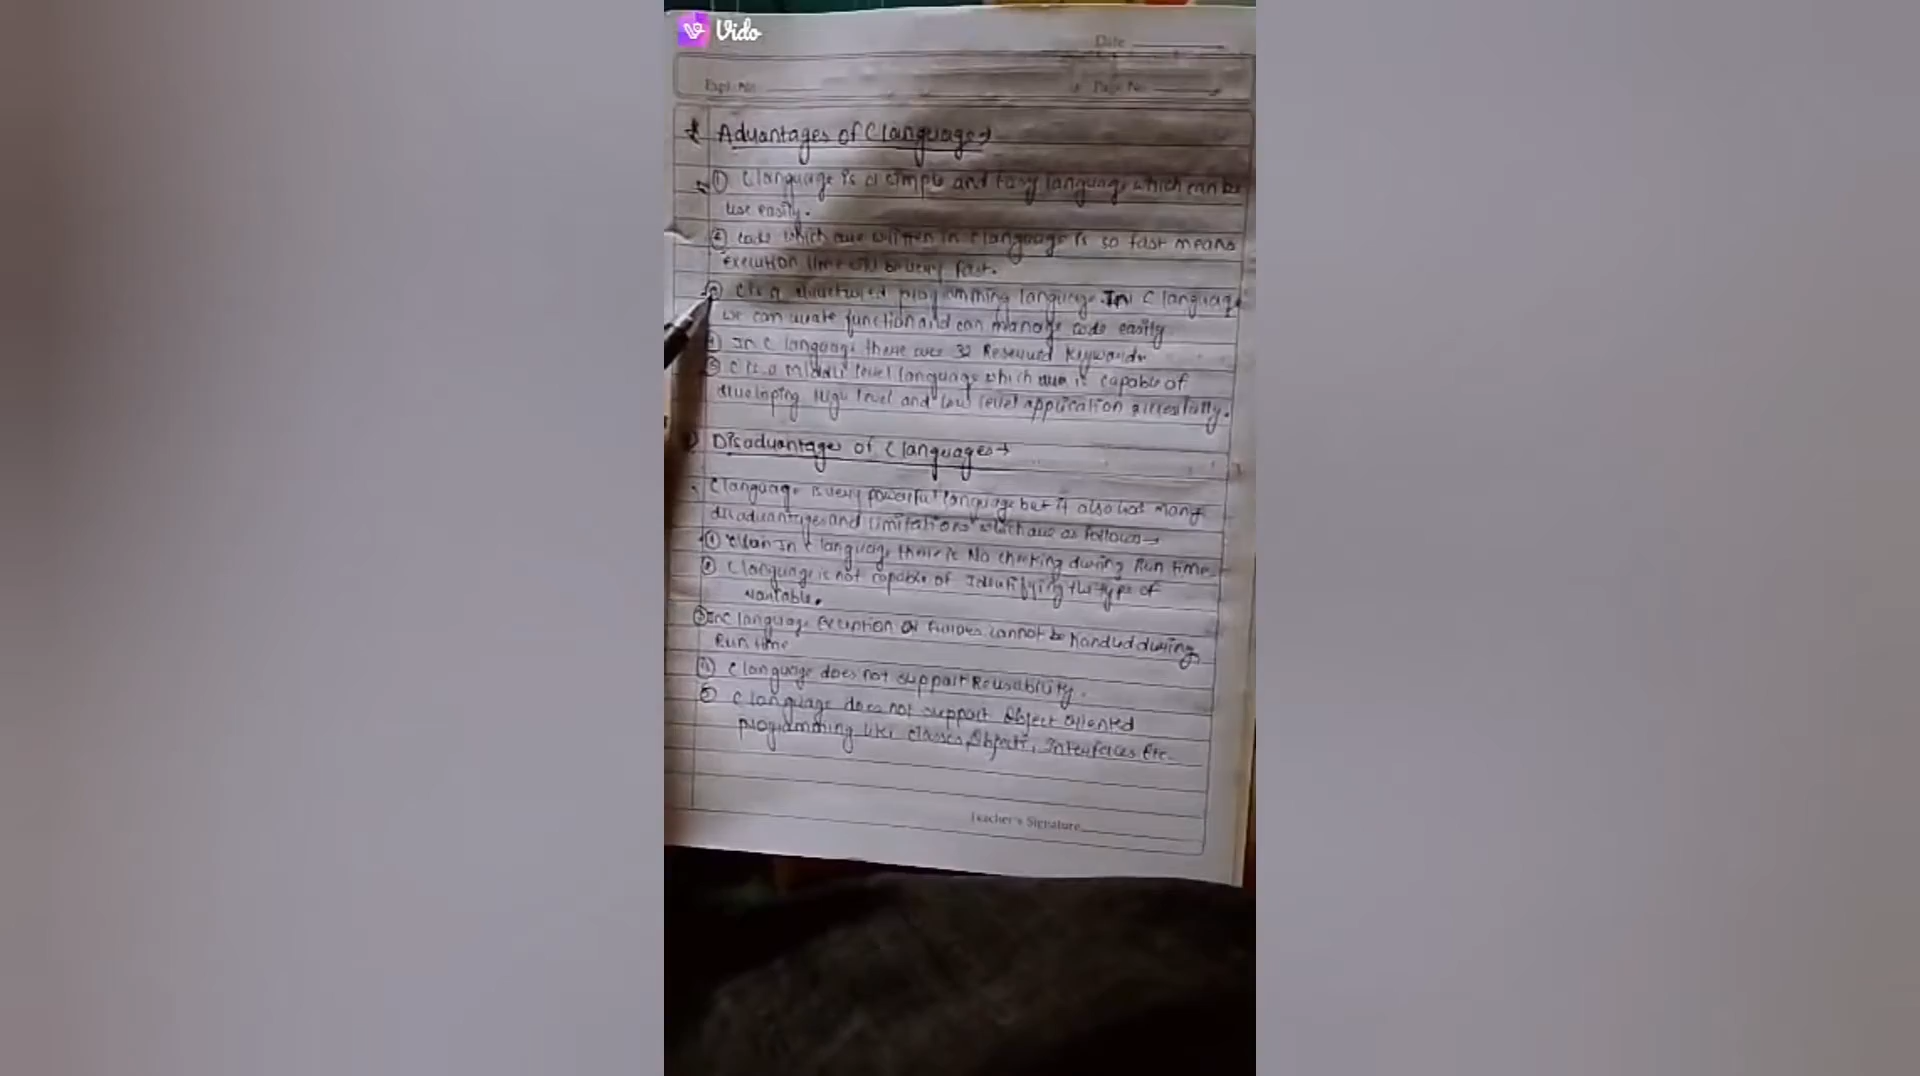 Vido
Date
Expt. No.
Page No.
Advantages of C language→
① C language is a simple and Easy language which can be
use easily.
② Code which are written in C language is so fast means
Execution time will be very fast.
③ C is a structured programming language. In C language
we can create function and can manage code easily
④ In C language there are 32 Reserved Keywords.
⑤ C is a middle level language which is capable of
developing High level and Low level application successfully.
Disadvantage of C languages→
C language is very powerful language but it also has many
disadvantages and limitations which are as follows→
① In C language there is No checking during Run time
② C language is not capable of Identifying the type of
variable.
③ In C language Exception or cannot be handled during
Run time
④ C language does not support Reusability.
⑤ C language does not support Object oriented
programming like classes, Objects, Interfaces Etc.
Teacher's Signature